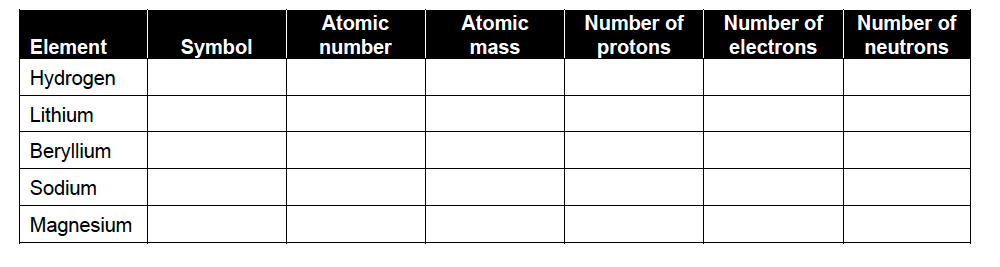 Element Symbol Atomic number Atomic mass Number of protons Number of electrons Number of neutrons
Hydrogen
Lithium
Beryllium
Sodium
Magnesium